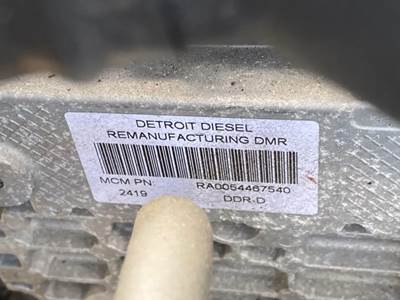 DETROIT DIESEL
REMANUFACTURING DMR
MCM PN RA0054467540
2419 DDR-D